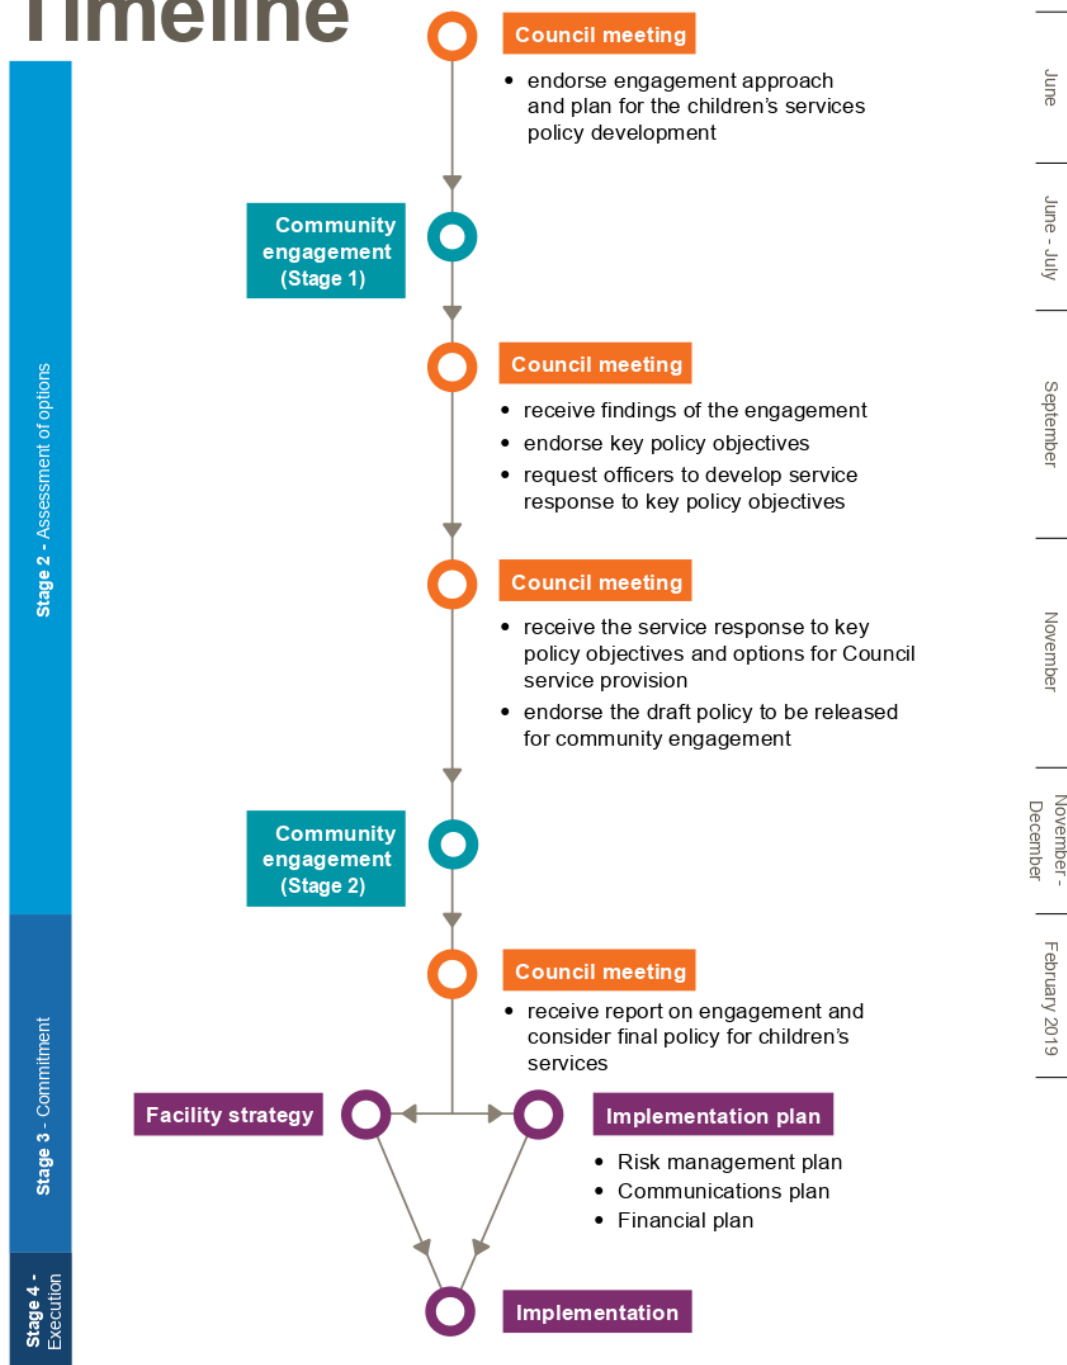 Timeline
Council meeting
• endorse engagement approach
and plan for the children's services
policy development
June
Community
engagement
(Stage 1)
June - July
Council meeting
• receive findings of the engagement
• endorse key policy objectives
• request officers to develop service
response to key policy objectives
September
Stage 2 - Assessment of options
Council meeting
• receive the service response to key
policy objectives and options for Council
service provision
• endorse the draft policy to be released
for community engagement
November
Community
engagement
(Stage 2)
November -
December
Council meeting
• receive report on engagement and
consider final policy for children's
services
February 2019
Stage 3 - Commitment
Facility strategy
Implementation plan
• Risk management plan
• Communications plan
• Financial plan
Stage 4 -
Execution
Implementation